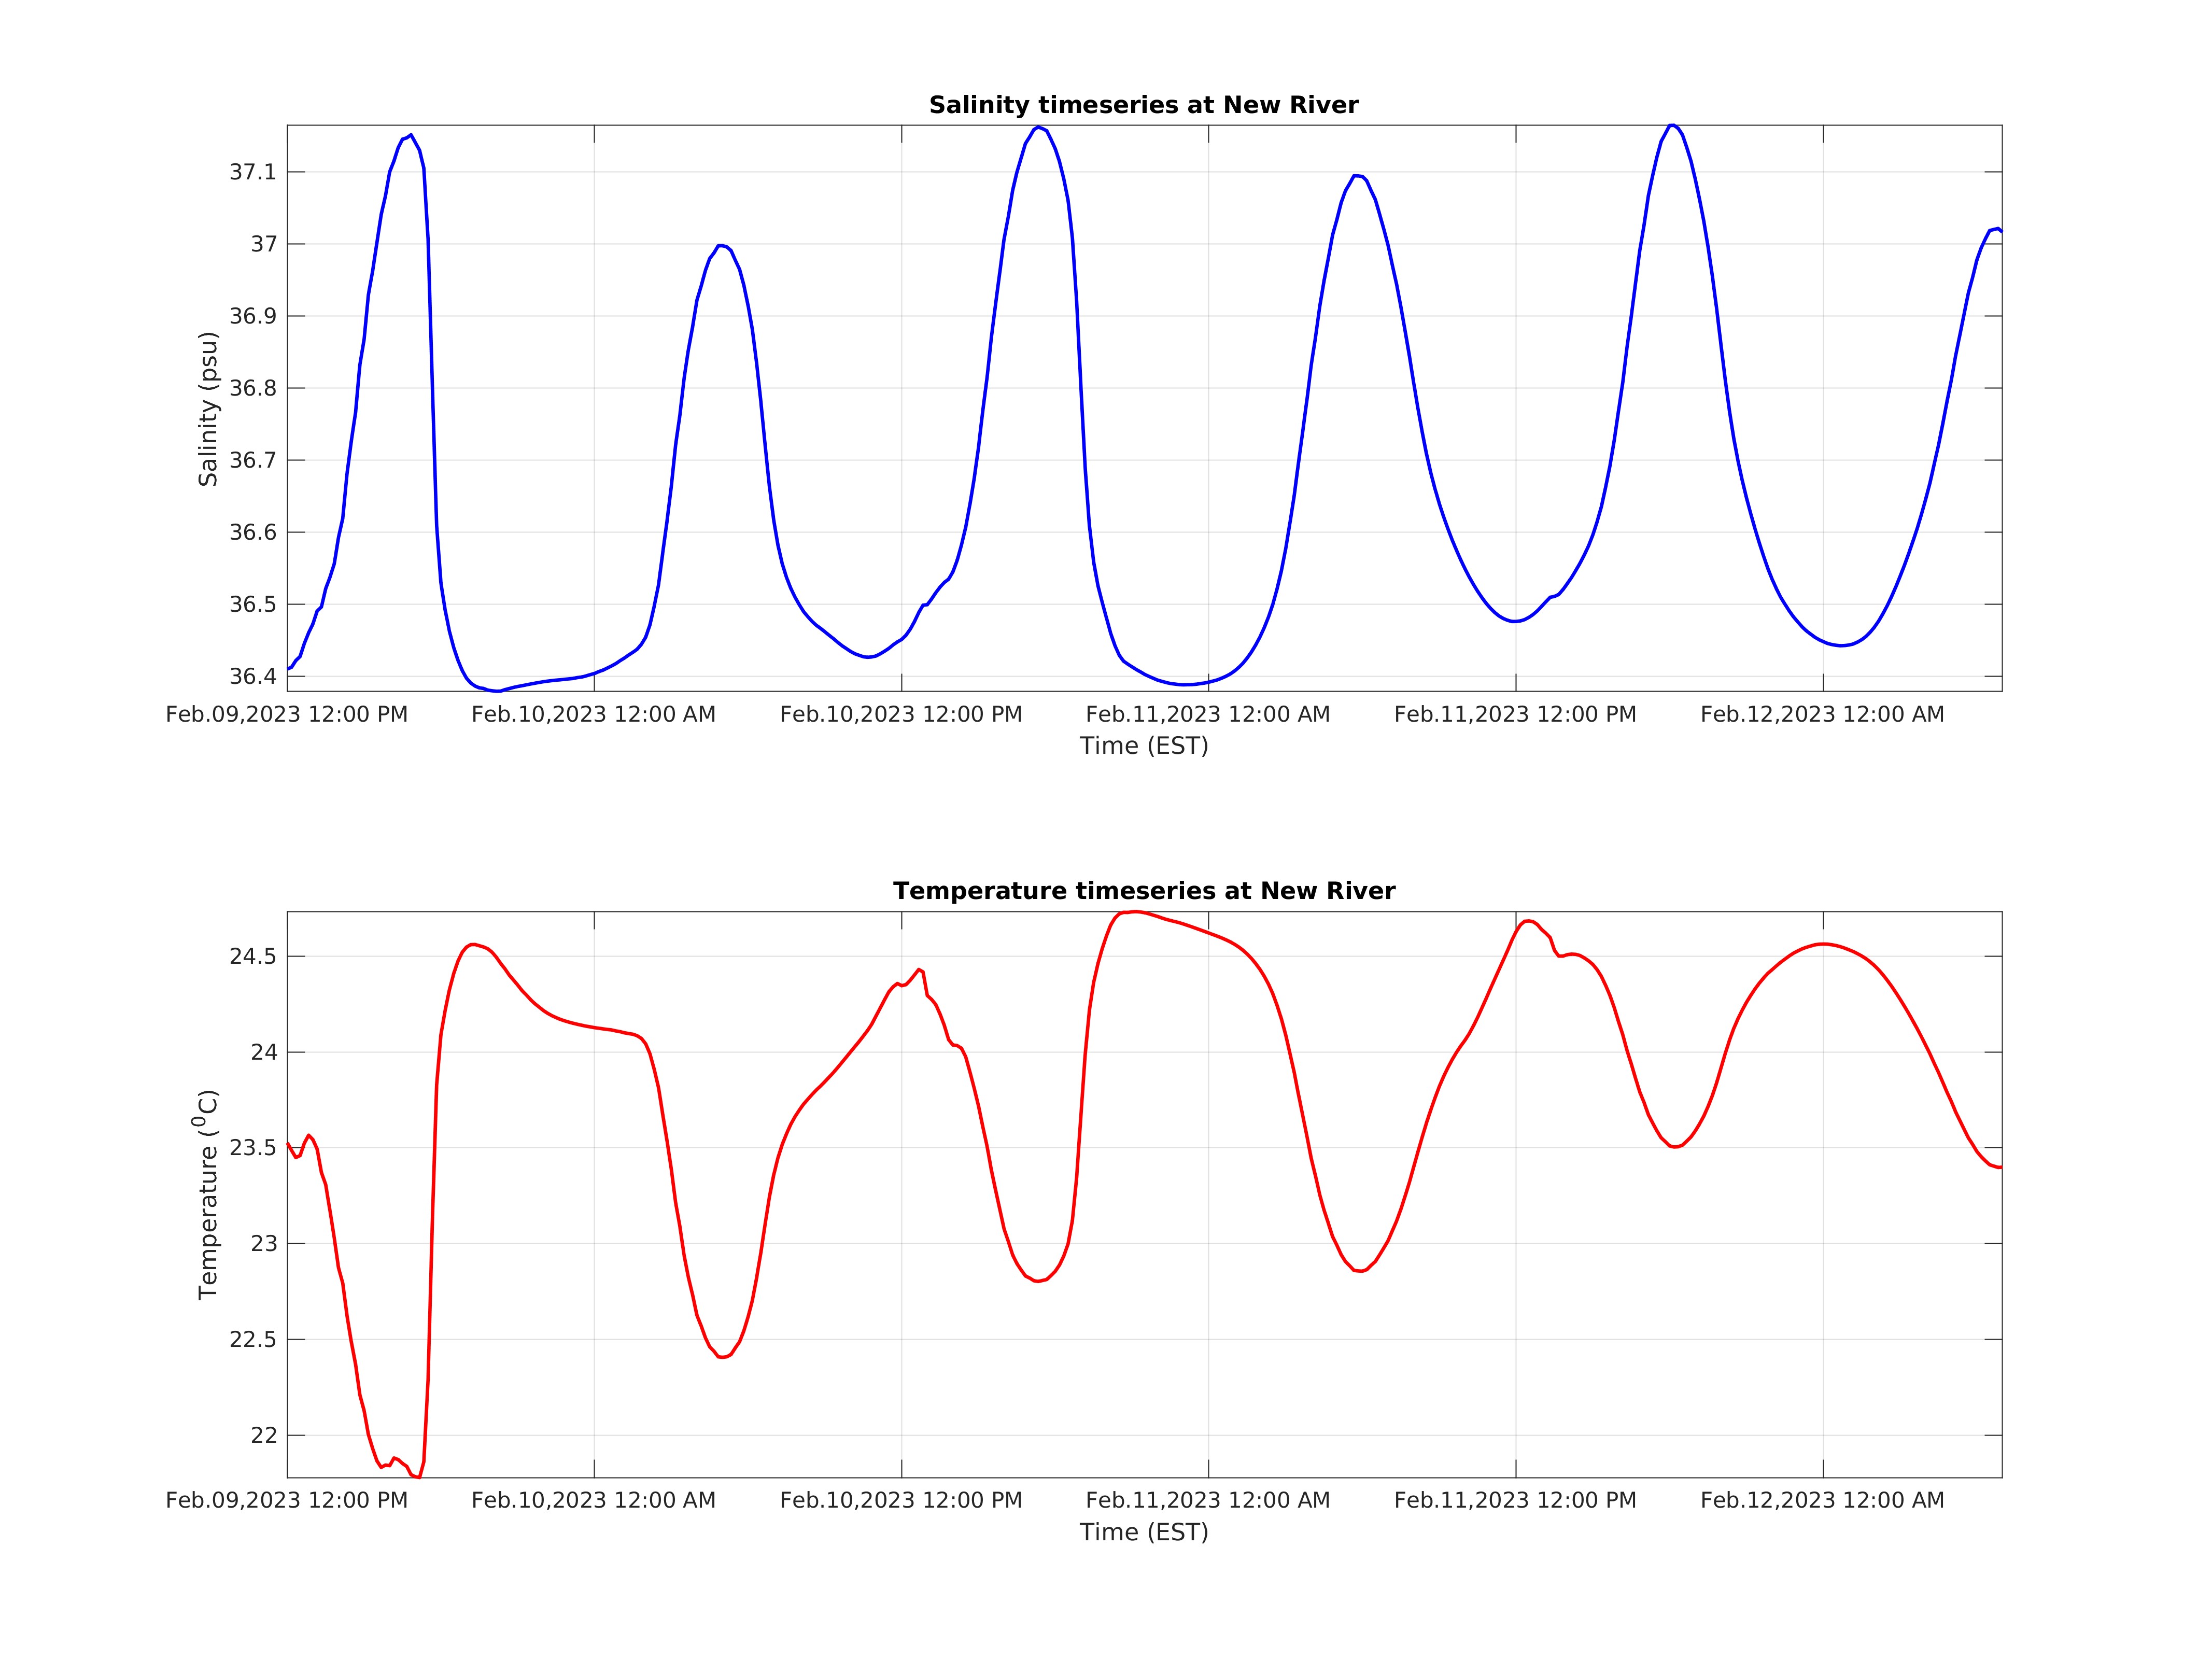 Salinity timeseries at New River
37.1
37
36.9
36.8
36.7
36.6
36.5
36.4
Salinity (psu)
Feb.09,2023 12:00 PM Feb.10,2023 12:00 AM Feb.10,2023 12:00 PM Feb.11,2023 12:00 AM Feb.11,2023 12:00 PM Feb.12,2023 12:00 AM
Time (EST)
Temperature timeseries at New River
24.5
24
23.5
23
22.5
22
Temperature (⁰C)
Feb.09,2023 12:00 PM Feb.10,2023 12:00 AM Feb.10,2023 12:00 PM Feb.11,2023 12:00 AM Feb.11,2023 12:00 PM Feb.12,2023 12:00 AM
Time (EST)